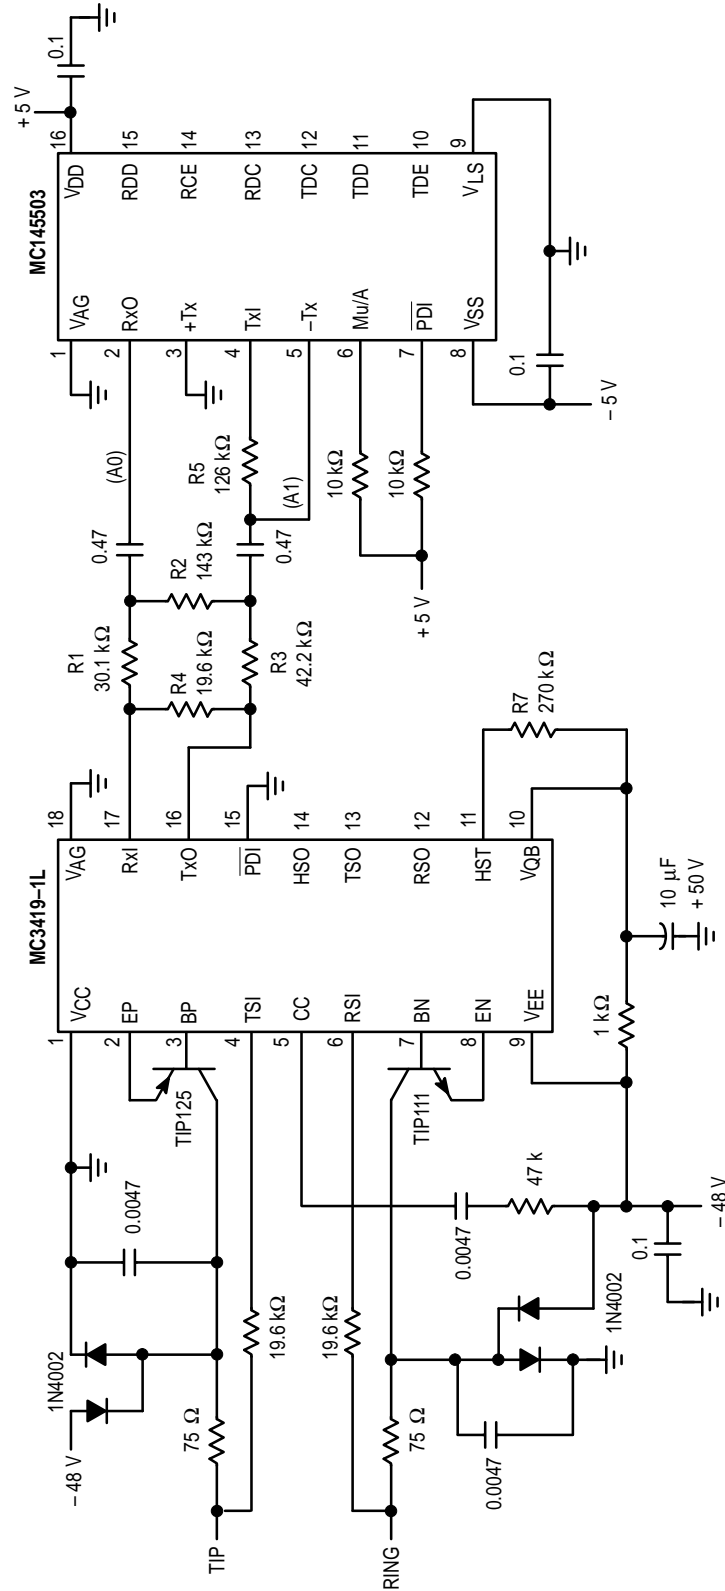 MC145503
+ 5 V
0.1
1
VAG
VDD
16
2
RxO
RDD
15
3
+Tx
RCE
14
4
TxI
RDC
13
5
–Tx
TDC
12
6
Mu/A
TDD
11
7
PDI
TDE
10
8
VSS
VLS
9
0.1
– 5 V
(A0)
(A1)
R5
126 kΩ
10 kΩ
10 kΩ
+ 5 V
0.47
0.47
R2
143 kΩ
R1
30.1 kΩ
R4
19.6 kΩ
R3
42.2 kΩ
R7
270 kΩ
MC3419–1L
1
VCC
VAG
18
2
EP
RxI
17
3
BP
TxO
16
4
TSI
PDI
15
5
CC
HSO
14
6
RSI
TSO
13
7
BN
RSO
12
8
EN
HST
11
9
VEE
VQB
10
10 µF
+ 50 V
1 kΩ
TIP125
TIP111
0.0047
47 k
0.0047
0.1
– 48 V
1N4002
– 48 V
19.6 kΩ
19.6 kΩ
1N4002
75 Ω
75 Ω
0.0047
TIP
RING